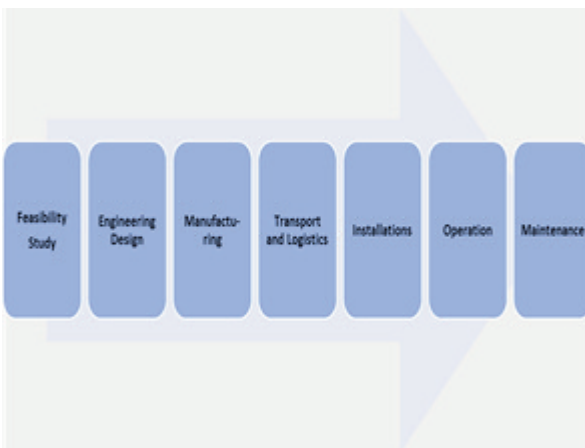 Feasibility
Study
Engineering
Design
Manufactu-
ring
Transport
and Logistics
Installations
Operation
Maintenance